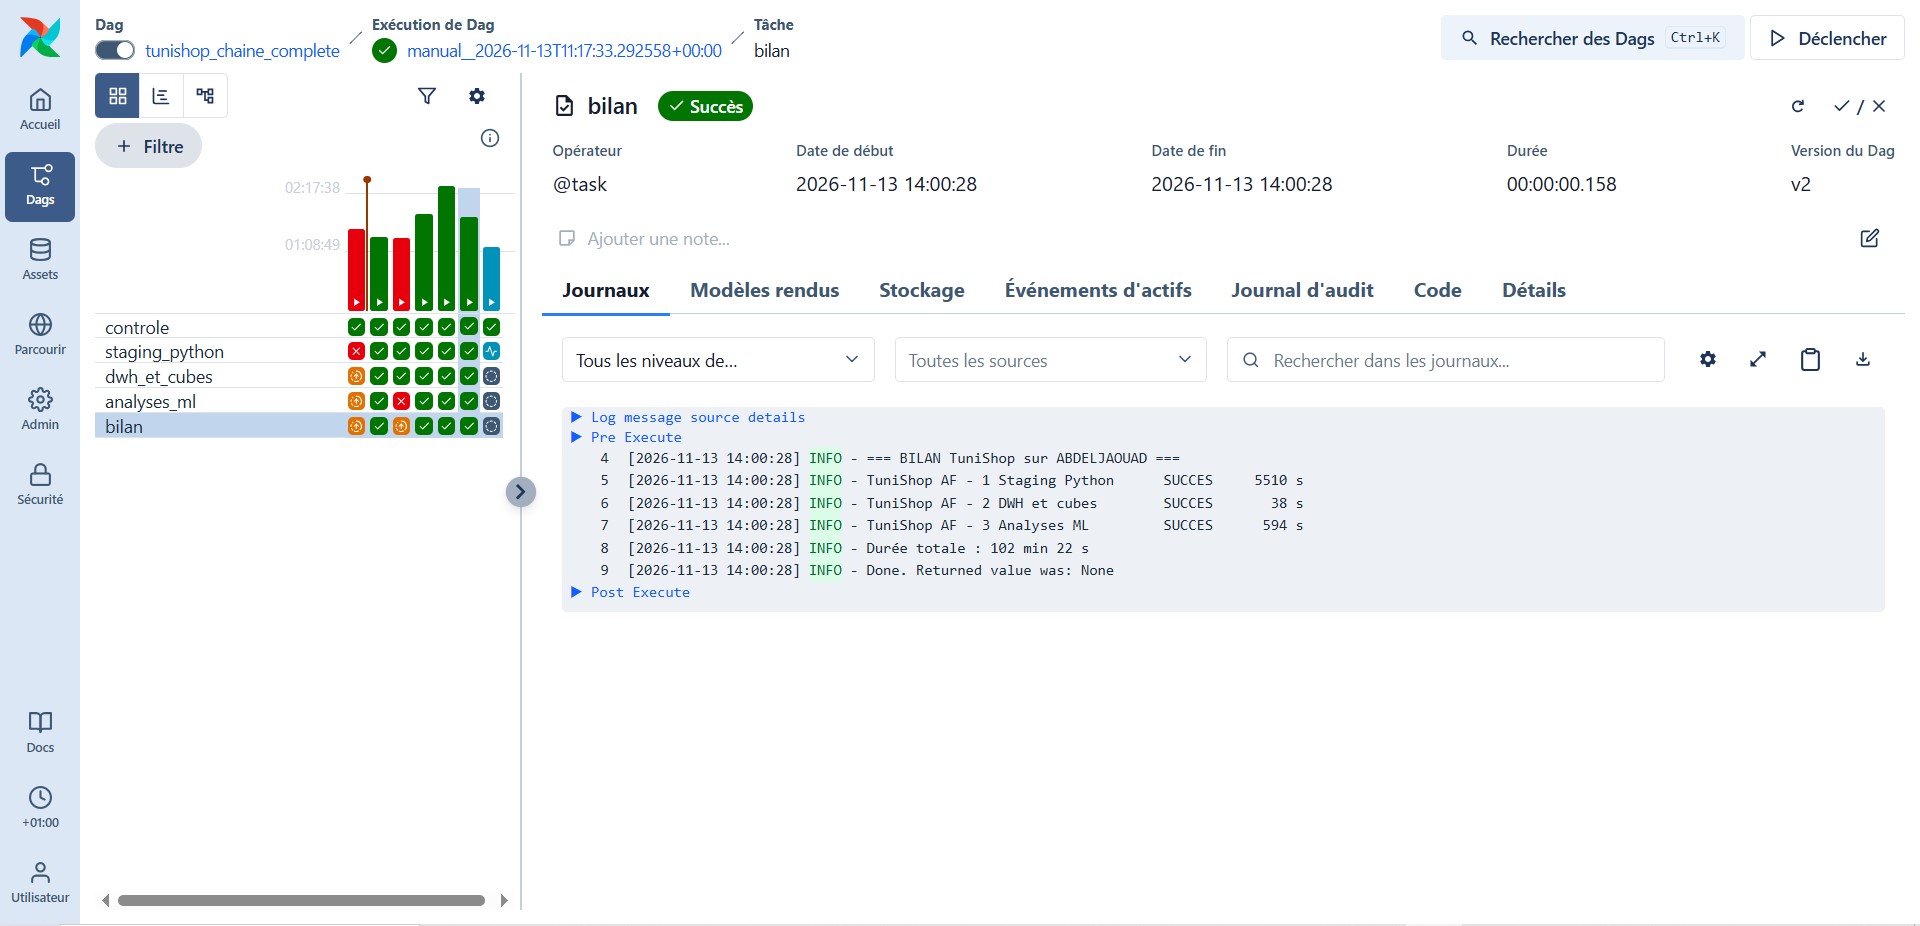 Dag
tunishop_chaine_complete
Exécution de Dag
manual__2026-11-13T11:17:33.292558+00:00
Tâche
bilan
Rechercher des Dags Ctrl+K
Déclencher
Accueil
Dags
Assets
Parcourir
Admin
Sécurité
Docs
+01:00
Utilisateur
Filtre
02:17:38
01:08:49
controle
staging_python
dwh_et_cubes
analyses_ml
bilan
bilan Succès
Opérateur
@task
Date de début
2026-11-13 14:00:28
Date de fin
2026-11-13 14:00:28
Durée
00:00:00.158
Version du Dag
v2
Ajouter une note...
Journaux Modèles rendus Stockage Événements d'actifs Journal d'audit Code Détails
Tous les niveaux de... Toutes les sources Rechercher dans les journaux...
Log message source details
Pre Execute
4 [2026-11-13 14:00:28] INFO - === BILAN TuniShop sur ABDELJAOUAD ===
5 [2026-11-13 14:00:28] INFO - TuniShop AF - 1 Staging Python SUCCES 5510 s
6 [2026-11-13 14:00:28] INFO - TuniShop AF - 2 DWH et cubes SUCCES 38 s
7 [2026-11-13 14:00:28] INFO - TuniShop AF - 3 Analyses ML SUCCES 594 s
8 [2026-11-13 14:00:28] INFO - Durée totale : 102 min 22 s
9 [2026-11-13 14:00:28] INFO - Done. Returned value was: None
Post Execute